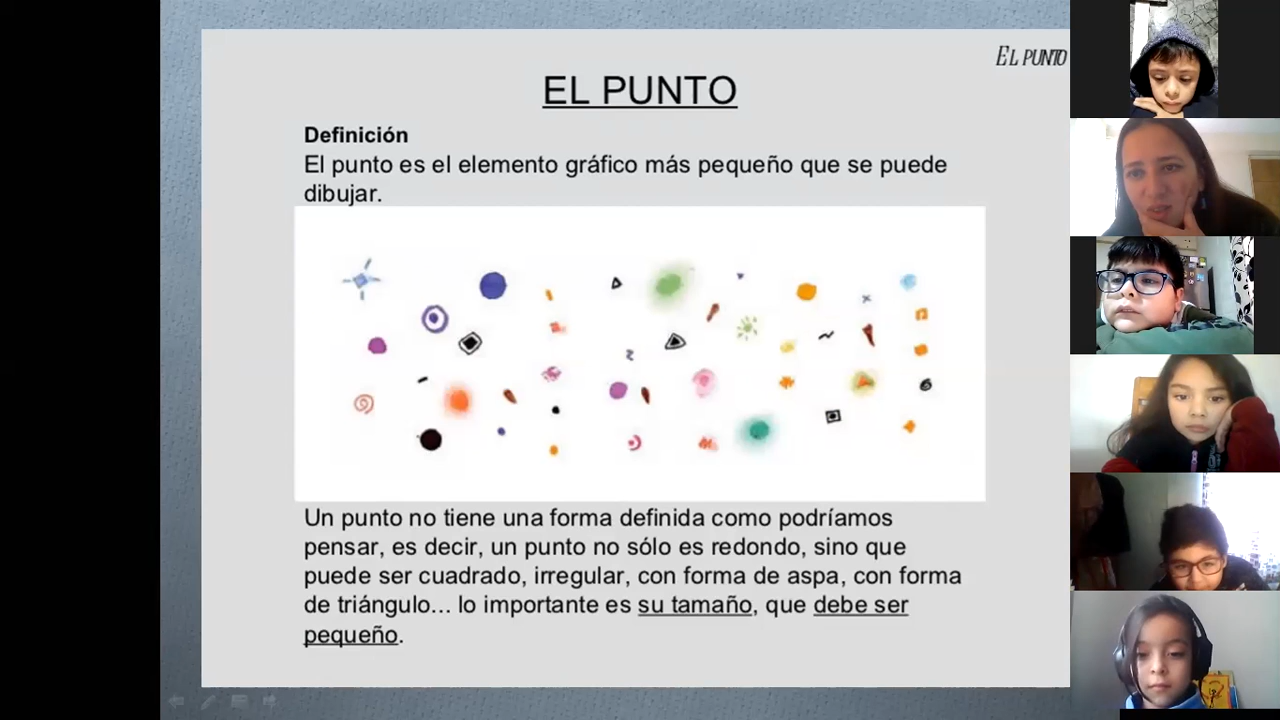 EL PUNTO
EL PUNTO
Definición
El punto es el elemento gráfico más pequeño que se puede
dibujar.
Un punto no tiene una forma definida como podríamos
pensar, es decir, un punto no sólo es redondo, sino que
puede ser cuadrado, irregular, con forma de aspa, con forma
de triángulo... lo importante es su tamaño, que debe ser
pequeño.